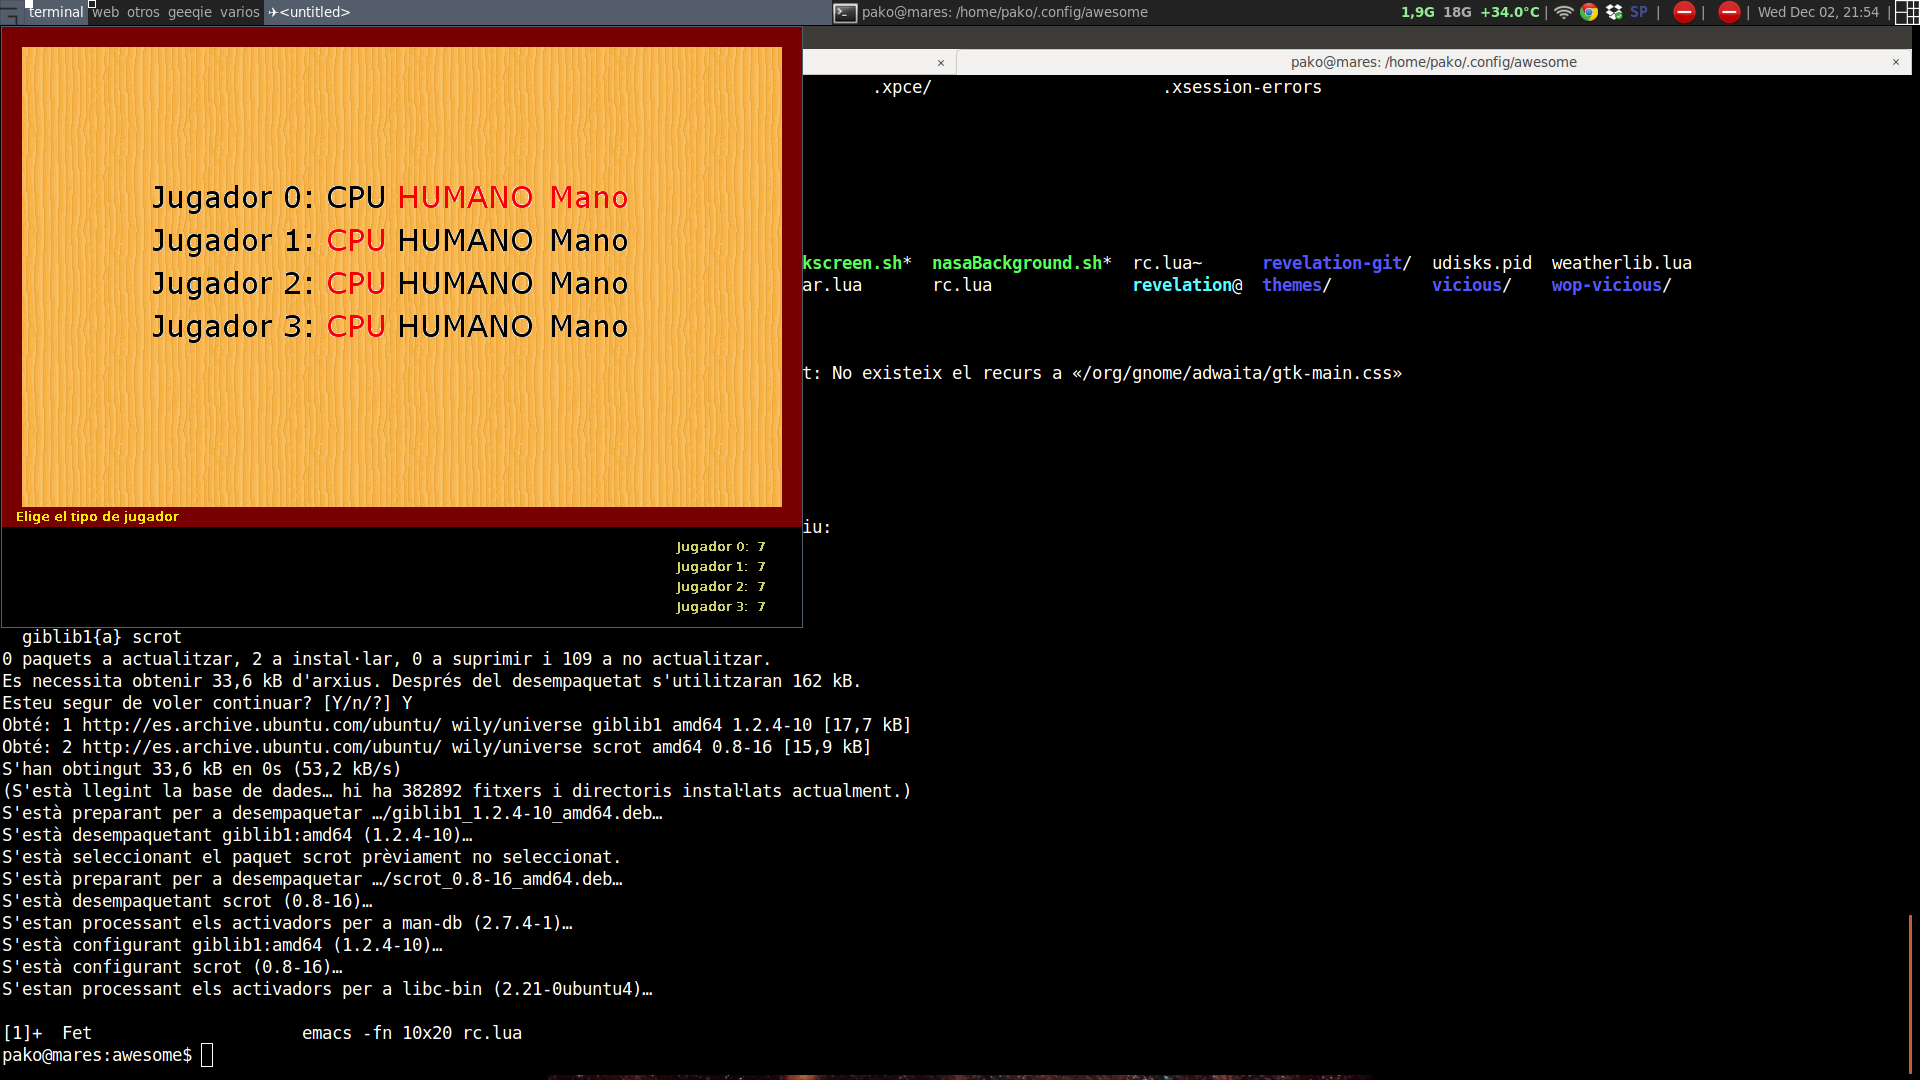 terminal web otros geeqie varios ✈<untitled> pako@mares: /home/pako/.config/awesome 1,9G 18G +34.0°C | SP | | | Wed Dec 02, 21:54 |
× pako@mares: /home/pako/.config/awesome ×
.xpce/ .xsession-errors
Jugador 0: CPU HUMANO Mano
Jugador 1: CPU HUMANO Mano
Jugador 2: CPU HUMANO Mano
Jugador 3: CPU HUMANO Mano
Elige el tipo de jugador
Jugador 0: 7
Jugador 1: 7
Jugador 2: 7
Jugador 3: 7
kscreen.sh* nasaBackground.sh* rc.lua~ revelation-git/ udisks.pid weatherlib.lua
ar.lua rc.lua revelation@ themes/ vicious/ wop-vicious/
t: No existeix el recurs a «/org/gnome/adwaita/gtk-main.css»
iu:
giblib1{a} scrot
0 paquets a actualitzar, 2 a instal·lar, 0 a suprimir i 109 a no actualitzar.
Es necessita obtenir 33,6 kB d'arxius. Després del desempaquetat s'utilitzaran 162 kB.
Esteu segur de voler continuar? [Y/n/?] Y
Obté: 1 http://es.archive.ubuntu.com/ubuntu/ wily/universe giblib1 amd64 1.2.4-10 [17,7 kB]
Obté: 2 http://es.archive.ubuntu.com/ubuntu/ wily/universe scrot amd64 0.8-16 [15,9 kB]
S'han obtingut 33,6 kB en 0s (53,2 kB/s)
(S'està llegint la base de dades… hi ha 382892 fitxers i directoris instal·lats actualment.)
S'està preparant per a desempaquetar …/giblib1_1.2.4-10_amd64.deb…
S'està desempaquetant giblib1:amd64 (1.2.4-10)…
S'està seleccionant el paquet scrot prèviament no seleccionat.
S'està preparant per a desempaquetar …/scrot_0.8-16_amd64.deb…
S'està desempaquetant scrot (0.8-16)…
S'estan processant els activadors per a man-db (2.7.4-1)…
S'està configurant giblib1:amd64 (1.2.4-10)…
S'està configurant scrot (0.8-16)…
S'estan processant els activadors per a libc-bin (2.21-0ubuntu4)…
[1]+ Fet emacs -fn 10x20 rc.lua
pako@mares:awesome$